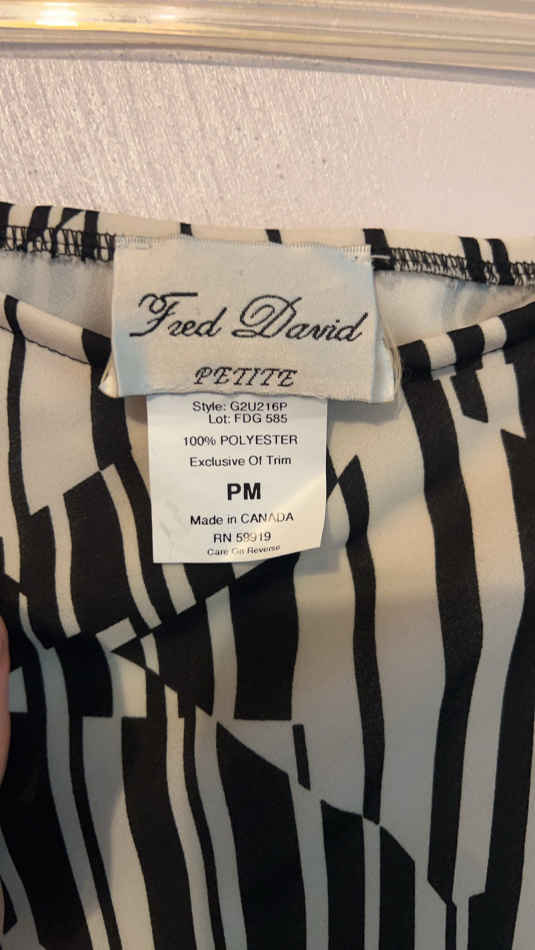 Fred David
PETITE
Style: G2U216P
Lot: FDG 585
100% POLYESTER
Exclusive Of Trim
PM
Made in CANADA
RN 59919
Care On Reverse